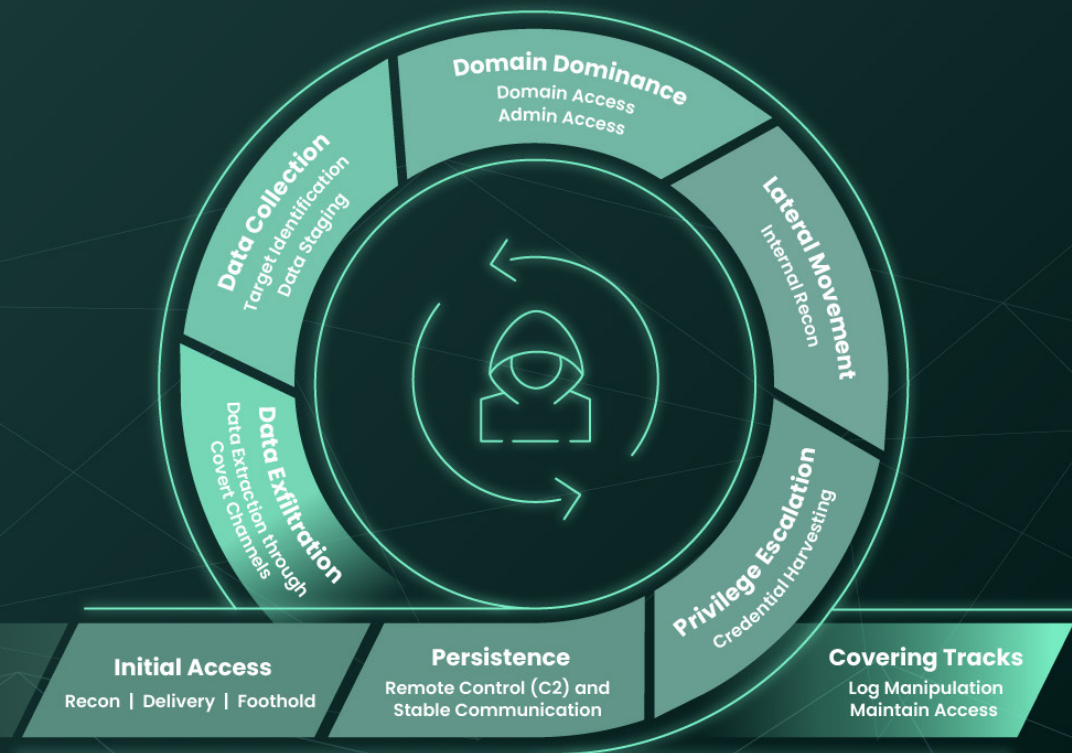 Initial Access
Recon | Delivery | Foothold
Persistence
Remote Control (C2) and
Stable Communication
Privilege Escalation
Credential Harvesting
Lateral Movement
Internal Recon
Domain Dominance
Domain Access
Admin Access
Data Collection
Target Identification
Data Staging
Data Exfiltration
Data Extraction through
Covert Channels
Covering Tracks
Log Manipulation
Maintain Access